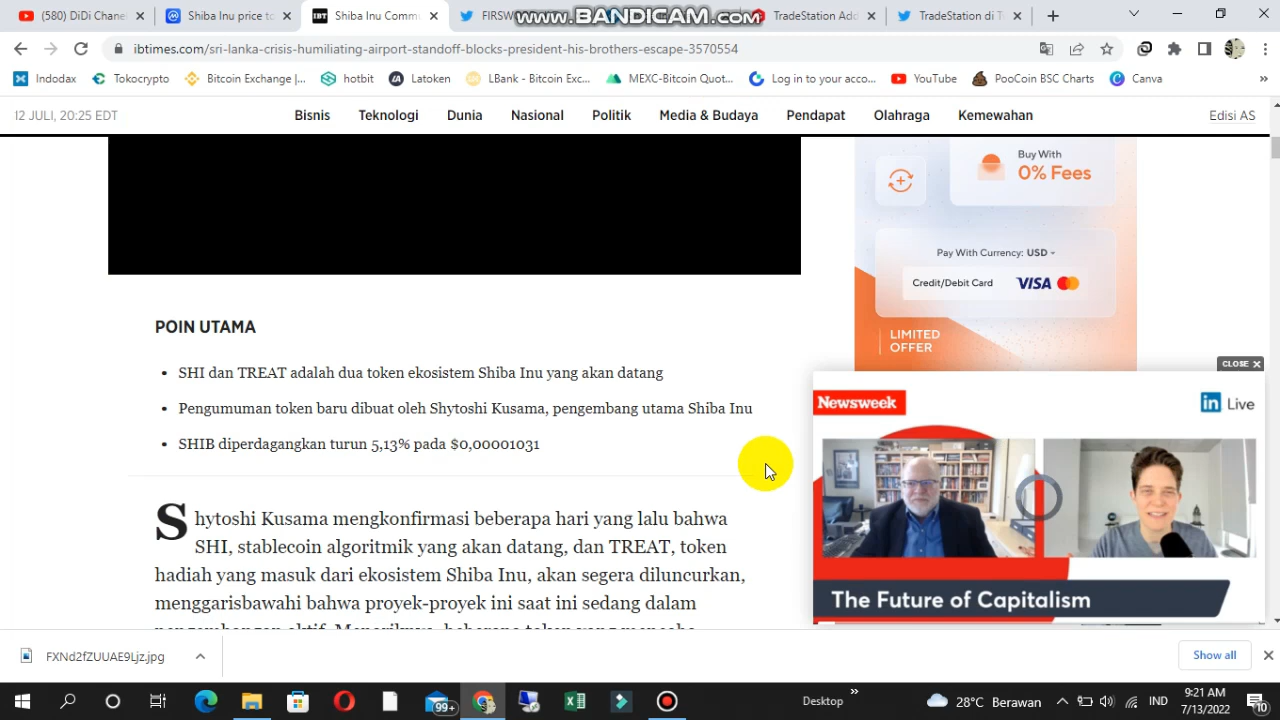 (580) DiDi Channel
Shiba Inu price to
IBT
Shiba Inu Comm
FIRSW
www.BANDICAM.com
TradeStation Add
TradeStation di T
ibtimes.com/sri-lanka-crisis-humiliating-airport-standoff-blocks-president-his-brothers-escape-3570554
Indodax
Tokocrypto
Bitcoin Exchange |...
hotbit
Latoken
LBank - Bitcoin Exc...
MEXC-Bitcoin Quot...
Log in to your acco...
YouTube
PooCoin BSC Charts
Canva
»
12 JULI, 20:25 EDT
Bisnis
Teknologi
Dunia
Nasional
Politik
Media & Budaya
Pendapat
Olahraga
Kemewahan
Edisi AS
Buy With
0% Fees
Pay With Currency: USD
Credit/Debit Card
VISA
LIMITED
OFFER
POIN UTAMA
• SHI dan TREAT adalah dua token ekosistem Shiba Inu yang akan datang
• Pengumuman token baru dibuat oleh Shytoshi Kusama, pengembang utama Shiba Inu
• SHIB diperdagangkan turun 5,13% pada $0,00001031
Shytoshi Kusama mengkonfirmasi beberapa hari yang lalu bahwa
SHI, stablecoin algoritmik yang akan datang, dan TREAT, token
hadiah yang masuk dari ekosistem Shiba Inu, akan segera diluncurkan,
menggarisbawahi bahwa proyek-proyek ini saat ini sedang dalam
CLOSE X
Newsweek
in Live
The Future of Capitalism
FXNd2fZUUAE9Ljz.jpg
Show all
99+
Desktop
»
28°C Berawan
IND
9:21 AM
7/13/2022
10